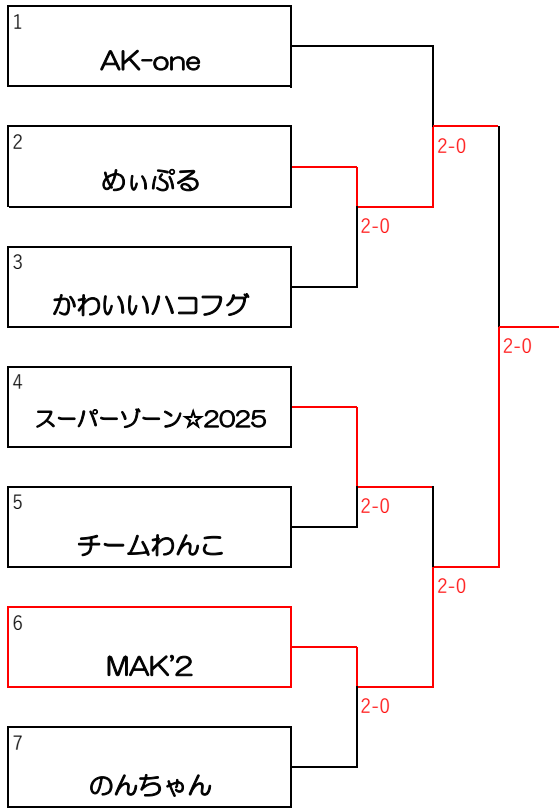 1
AK-one
2
めぃぷる
2-0
2-0
3
かわいいハコフグ
2-0
4
スーパーゾーン☆2025
5
チームわんこ
2-0
6
MAK’2
2-0
2-0
7
のんちゃん